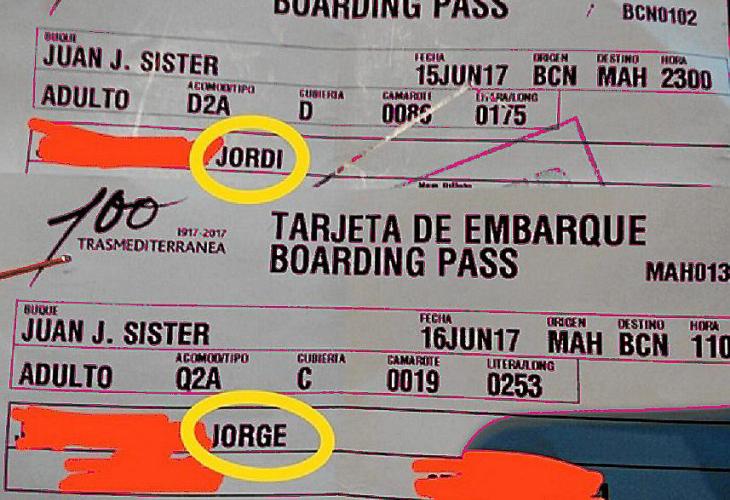 BOARDING PASS
BCN0102
BUQUE FECHA ORIGEN DESTINO HORA
JUAN J. SISTER 15JUN17 BCN MAH 2300
ACOMOD/TIPO CUBIERTA CAMAROTE LITERA/LONG
ADULTO D2A D 0086 0175
JORDI
100
1917-2017
TRASMEDITERRANEA
TARJETA DE EMBARQUE
BOARDING PASS
MAH013
BUQUE FECHA ORIGEN DESTINO HORA
JUAN J. SISTER 16JUN17 MAH BCN 110
ACOMOD/TIPO CUBIERTA CAMAROTE LITERA/LONG
ADULTO Q2A C 0019 0253
JORGE